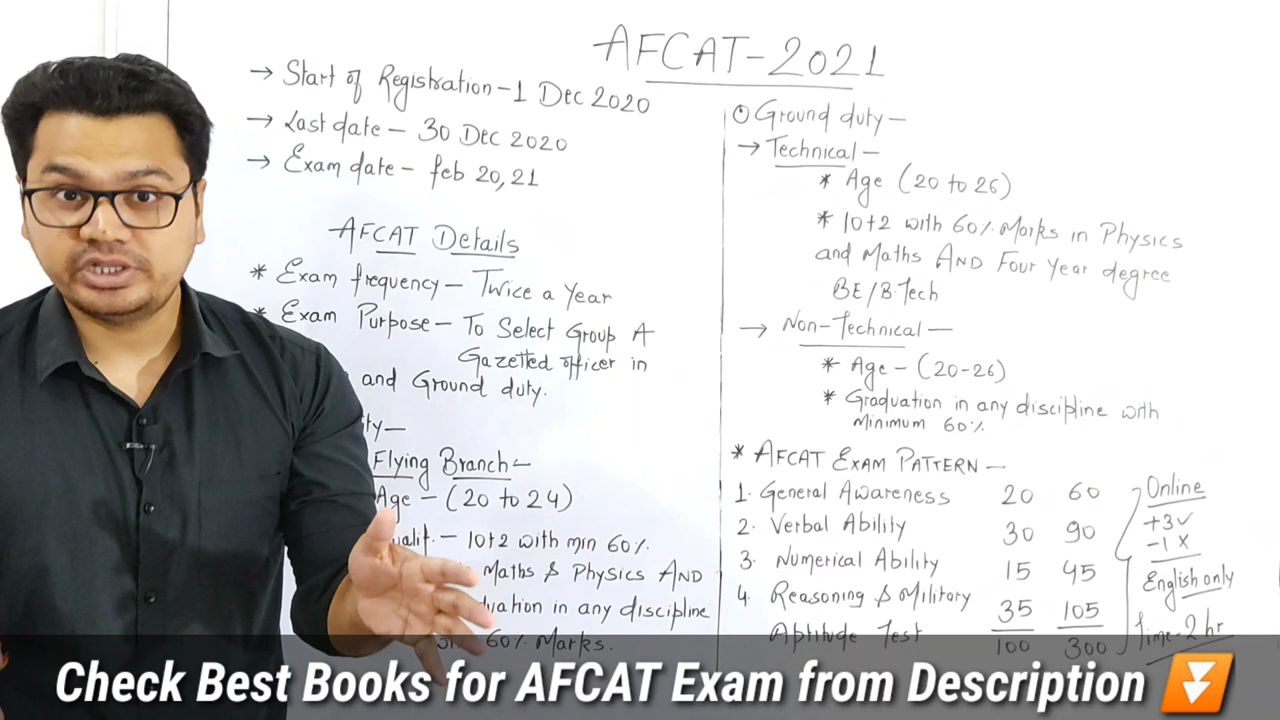 AFCAT-2021
→ Start of Registration - 1 Dec 2020
→ Last date - 30 Dec 2020
→ Exam date - feb 20, 21
AFCAT Details
* Exam frequency - Twice a Year
* Exam Purpose - To Select Group A
Gazetted officer in
and Ground duty.
ity-
Flying Branch-
Age - (20 to 24)
ualif. - 10+2 with min 60%.
Maths & Physics AND
uation in any discipline
60% Marks.
Ground duty-
→ Technical-
* Age (20 to 26)
* 10+2 with 60% Marks in Physics
and Maths AND Four Year degree
BE/B-Tech
→ Non-Technical-
* Age - (20-26)
* Graduation in any discipline with
Minimum 60%
* AFCAT EXAM PATTERN -
1. General Awareness 20 60
2. Verbal Ability 30 90
3. Numerical Ability 15 45
4. Reasoning & Military 35 105
Aptitude Test 100 300
Online
+3✓
-1 X
English only
Time-2 hr
Check Best Books for AFCAT Exam from Description